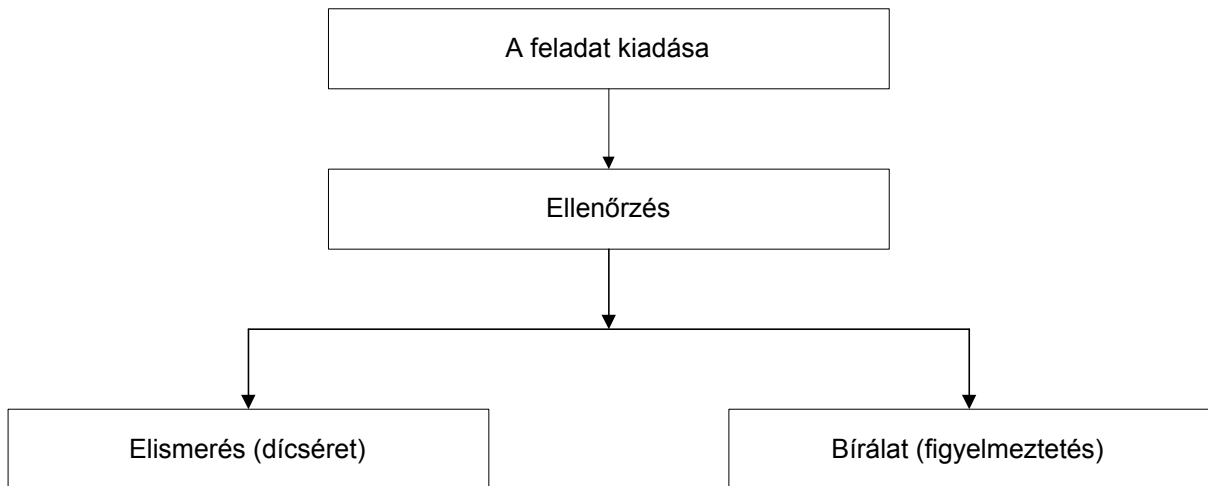 A feladat kiadása
Ellenőrzés
Elismerés (dícséret)
Bírálat (figyelmeztetés)